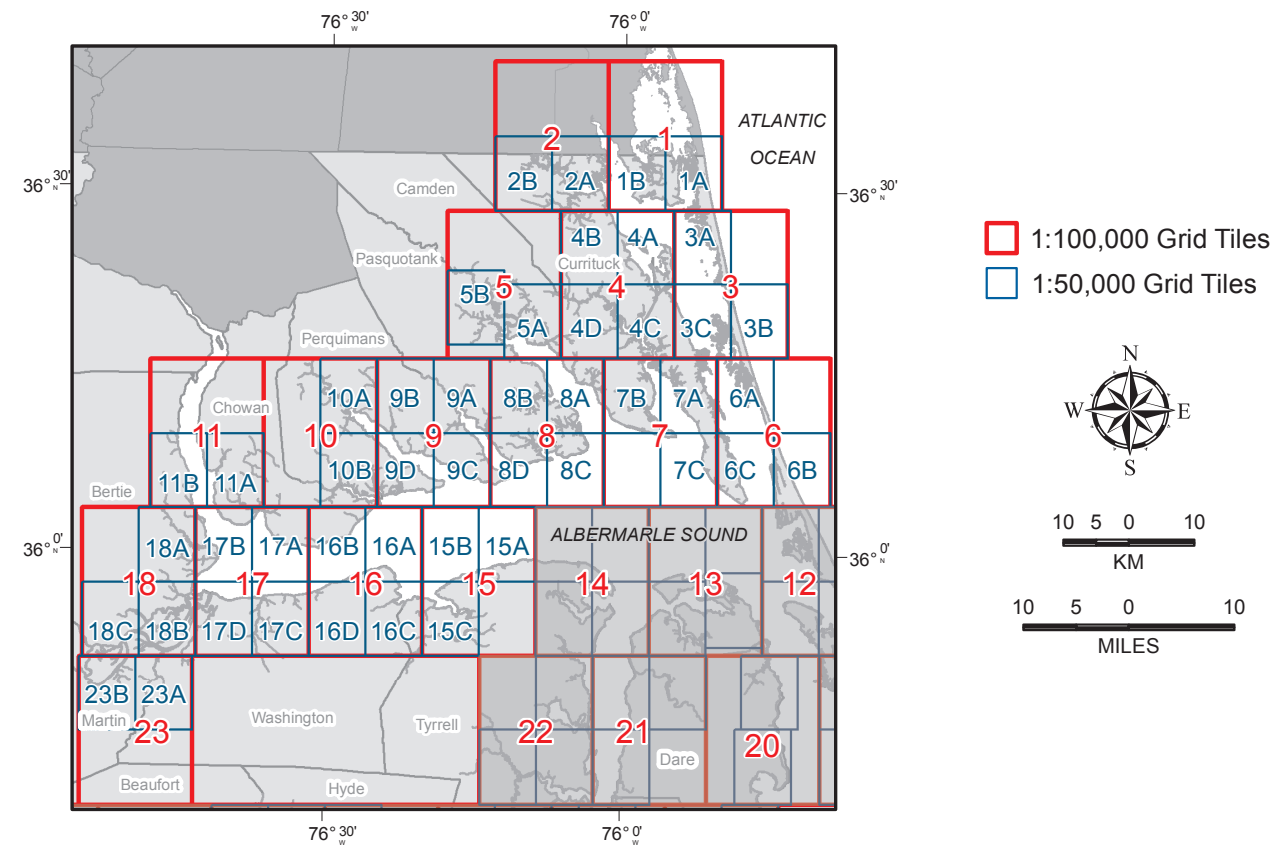 76° 30' W
76° 0' W
ATLANTIC
OCEAN
2
1
36° 30' N
2B
2A
1B
1A
36° 30' N
Camden
4B
4A
3A
Pasquotank
Currituck
5
5B
4
3
5A
4D
4C
3C
3B
Perquimans
10A
9B
9A
8B
8A
7B
7A
6A
Chowan
11
10
9
8
7
6
11B
11A
10B
9D
9C
8D
8C
7C
6C
6B
Bertie
ALBERMARLE SOUND
36° 0' N
18A
17B
17A
16B
16A
15B
15A
36° 0' N
18
17
16
15
14
13
12
18C
18B
17D
17C
16D
16C
15C
23B
23A
Martin
23
Washington
Tyrrell
22
21
20
Dare
Beaufort
Hyde
76° 30' W
76° 0' W
1:100,000 Grid Tiles
1:50,000 Grid Tiles
N
W
E
S
10 5 0 10
KM
10 5 0 10
MILES